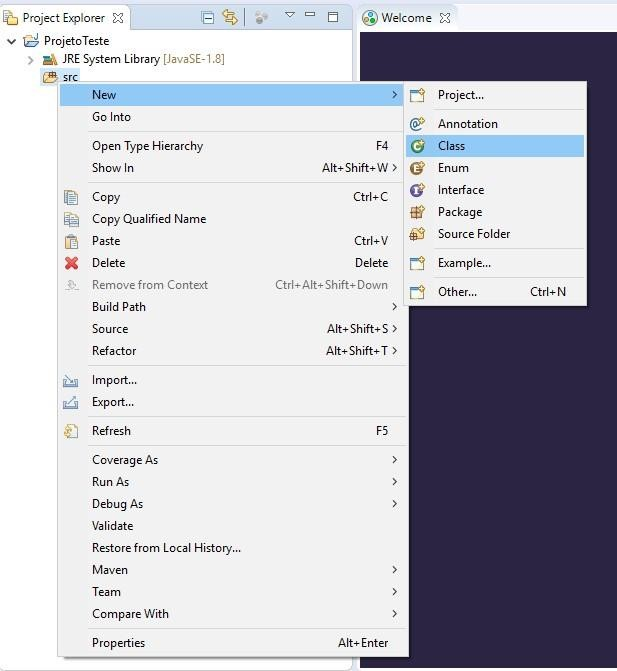 Project Explorer
Welcome
ProjetoTeste
JRE System Library [JavaSE-1.8]
src
New
Go Into
Open Type Hierarchy F4
Show In Alt+Shift+W
Copy Ctrl+C
Copy Qualified Name
Paste Ctrl+V
Delete Delete
Remove from Context Ctrl+Alt+Shift+Down
Build Path
Source Alt+Shift+S
Refactor Alt+Shift+T
Import...
Export...
Refresh F5
Coverage As
Run As
Debug As
Validate
Restore from Local History...
Maven
Team
Compare With
Properties Alt+Enter
Project...
Annotation
Class
Enum
Interface
Package
Source Folder
Example...
Other... Ctrl+N